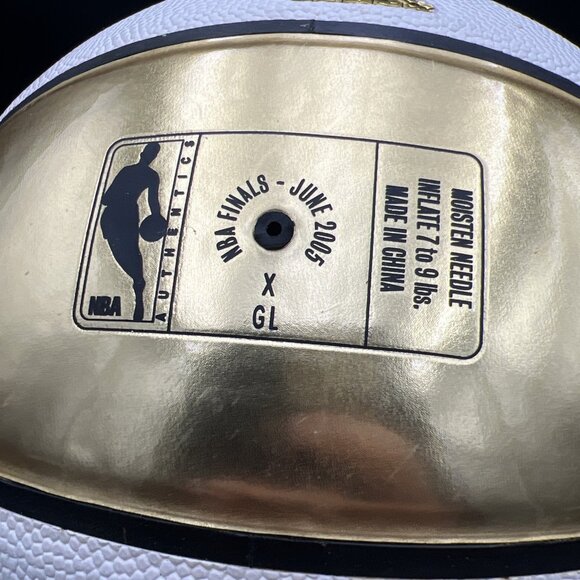 NBA
AUTHENTICS
NBA FINALS - JUNE 2005
X
GL
MOISTEN NEEDLE
INFLATE 7 to 9 lbs.
MADE IN CHINA